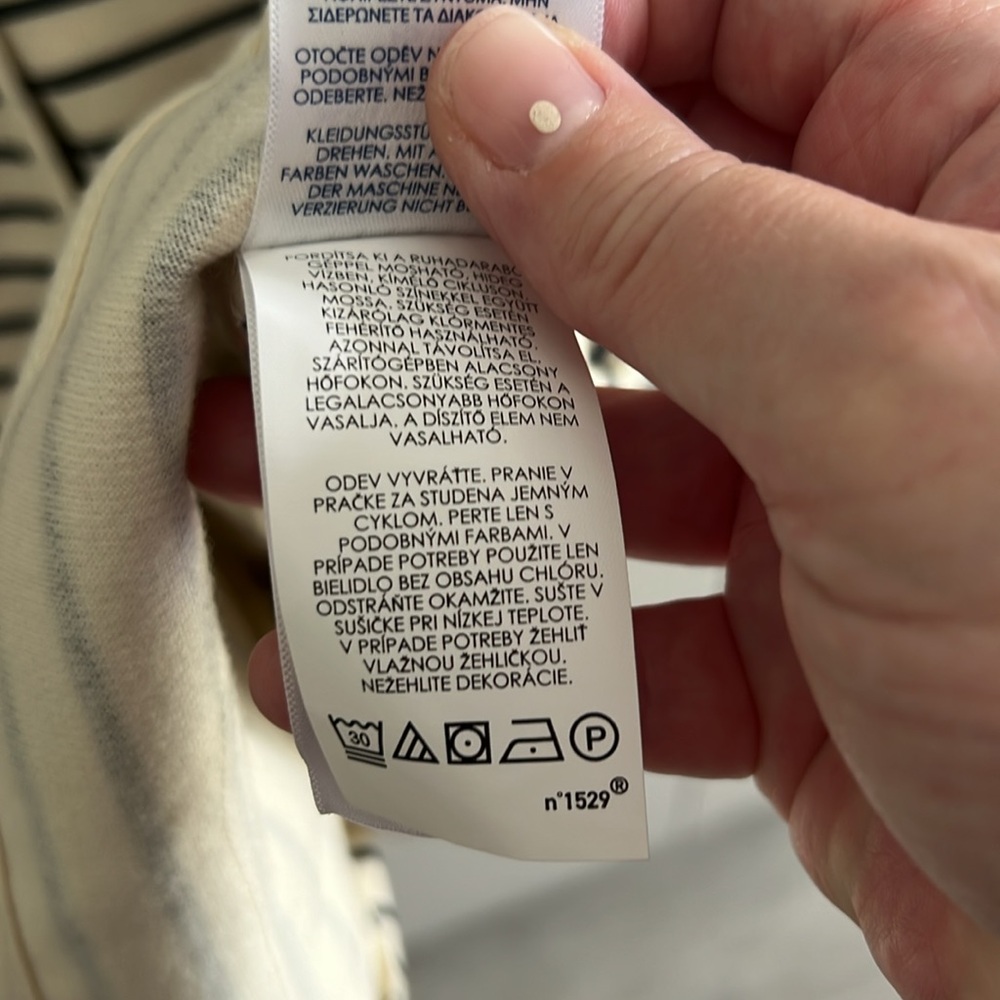 ΣΙΔΕΡΩΝΕΤΕ ΤΑ
OTOČTE ODĚV
PODOBNÝMI
ODEBERTE. NEŽ
KLEIDUNGSSTÜ
DREHEN. MIT
FARBEN WASCHEN.
DER MASCHINE
VERZIERUNG NICHT
FORDÍTSA KI A RUHADARABO
GÉPPEL MOSHATÓ, HIDEG
VÍZBEN, KÍMÉLŐ CIKLUSON.
HASONLÓ SZÍNEKKEL EGYÜTT
MOSSA. SZÜKSÉG ESETÉN
KIZÁRÓLAG KLÓRMENTES
FEHÉRÍTŐ HASZNÁLHATÓ.
AZONNAL TÁVOLÍTSA EL.
SZÁRÍTÓGÉPBEN ALACSONY
HŐFOKON. SZÜKSÉG ESETÉN A
LEGALACSONYABB HŐFOKON
VASALJA. A DÍSZÍTŐ ELEM NEM
VASALHATÓ.
ODEV VYVRÁŤTE. PRANIE V
PRAČKE ZA STUDENA JEMNÝM
CYKLOM. PERTE LEN S
PODOBNÝMI FARBAMI. V
PRÍPADE POTREBY POUŽITE LEN
BIELIDLO BEZ OBSAHU CHLÓRU.
ODSTRÁŇTE OKAMŽITE. SUŠTE V
SUŠIČKE PRI NÍZKEJ TEPLOTE.
V PRÍPADE POTREBY ŽEHLIŤ
VLAŽNOU ŽEHLIČKOU.
NEŽEHLITE DEKORÁCIE.
30 P
n°1529®